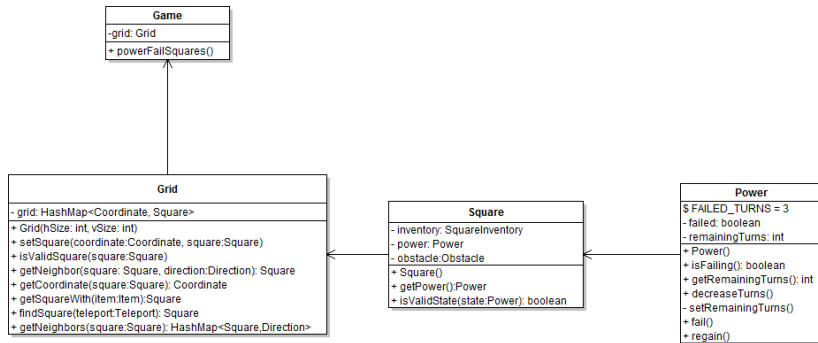 Game
-grid: Grid
+ powerFailSquares()
Grid
- grid: HashMap<Coordinate, Square>
+ Grid(hSize: int, vSize: int)
+ setSquare(coordinate:Coordinate, square:Square)
+ isValidSquare(square:Square)
+ getNeighbor(square: Square, direction:Direction): Square
+ getCoordinate(square:Square): Coordinate
+ getSquareWith(item:Item):Square
+ findSquare(teleport:Teleport): Square
+ getNeighbors(square:Square): HashMap<Square,Direction>
Square
- inventory: SquareInventory
- power: Power
- obstacle:Obstacle
+ Square()
+ getPower():Power
+ isValidState(state:Power): boolean
Power
$ FAILED_TURNS = 3
- failed: boolean
- remainingTurns: int
+ Power()
+ isFailing(): boolean
+ getRemainingTurns(): int
+ decreaseTurns()
- setRemainingTurns()
+ fail()
+ regain()